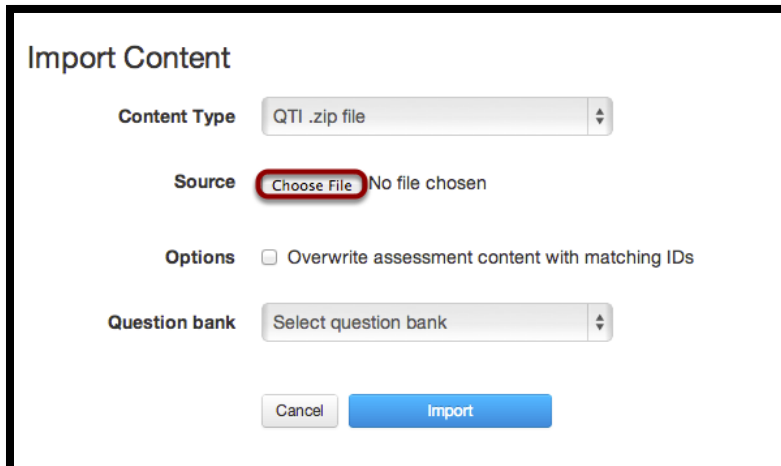 Import Content
Content Type QTI .zip file
Source Choose File No file chosen
Options Overwrite assessment content with matching IDs
Question bank Select question bank
Cancel Import